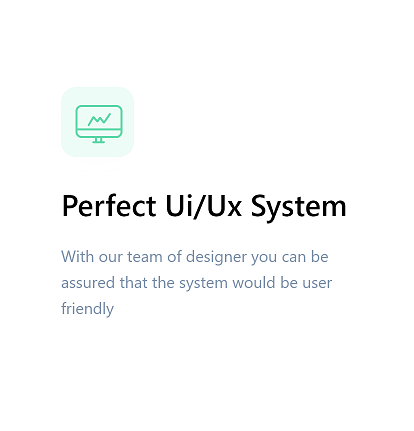 Perfect Ui/Ux System
With our team of designer you can be
assured that the system would be user
friendly